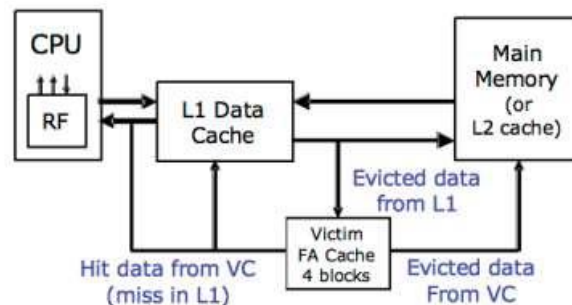 CPU
RF
L1 Data
Cache
Main
Memory
(or
L2 cache)
Evicted data
from L1
Victim
FA Cache
4 blocks
Hit data from VC
(miss in L1)
Evicted data
From VC